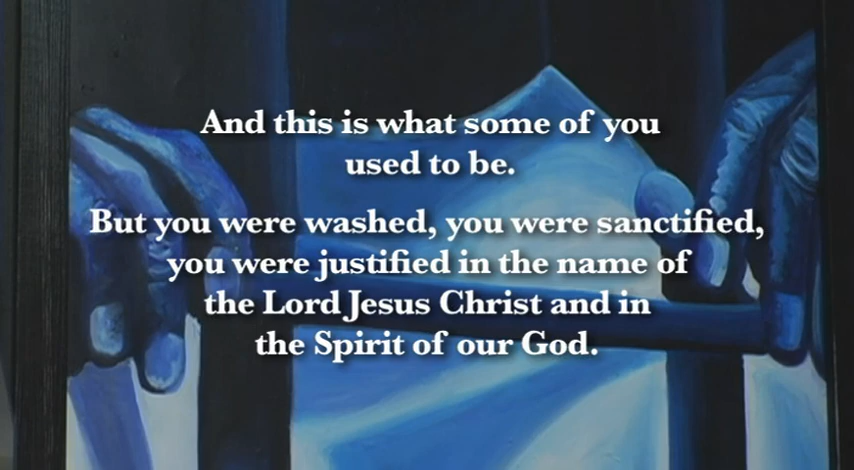 And this is what some of you
used to be.
But you were washed, you were sanctified,
you were justified in the name of
the Lord Jesus Christ and in
the Spirit of our God.